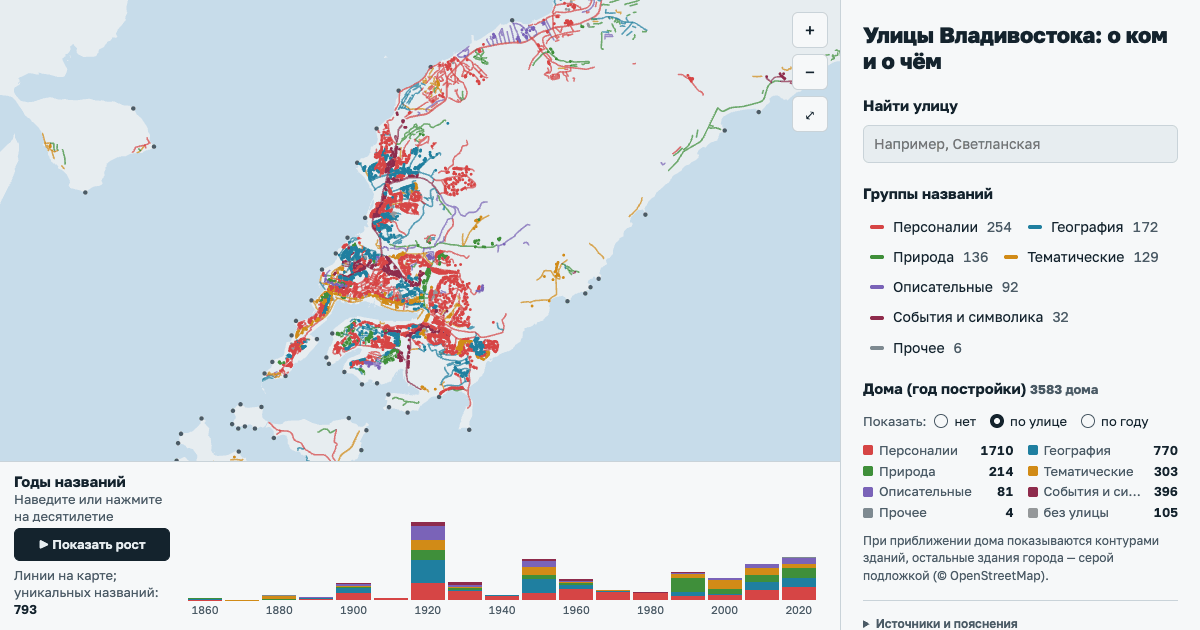 +
−
Улицы Владивостока: о ком
и о чём
Найти улицу
Например, Светланская
Группы названий
Персоналии 254 География 172
Природа 136 Тематические 129
Описательные 92
События и символика 32
Прочее 6
Дома (год постройки) 3583 дома
Показать: нет по улице по году
Персоналии 1710 География 770
Природа 214 Тематические 303
Описательные 81 События и си... 396
Прочее 4 без улицы 105
При приближении дома показываются контурами
зданий, остальные здания города — серой
подложкой (© OpenStreetMap).
Источники и пояснения
Годы названий
Наведите или нажмите
на десятилетие
Показать рост
Линии на карте;
уникальных названий:
793
1860 1880 1900 1920 1940 1960 1980 2000 2020